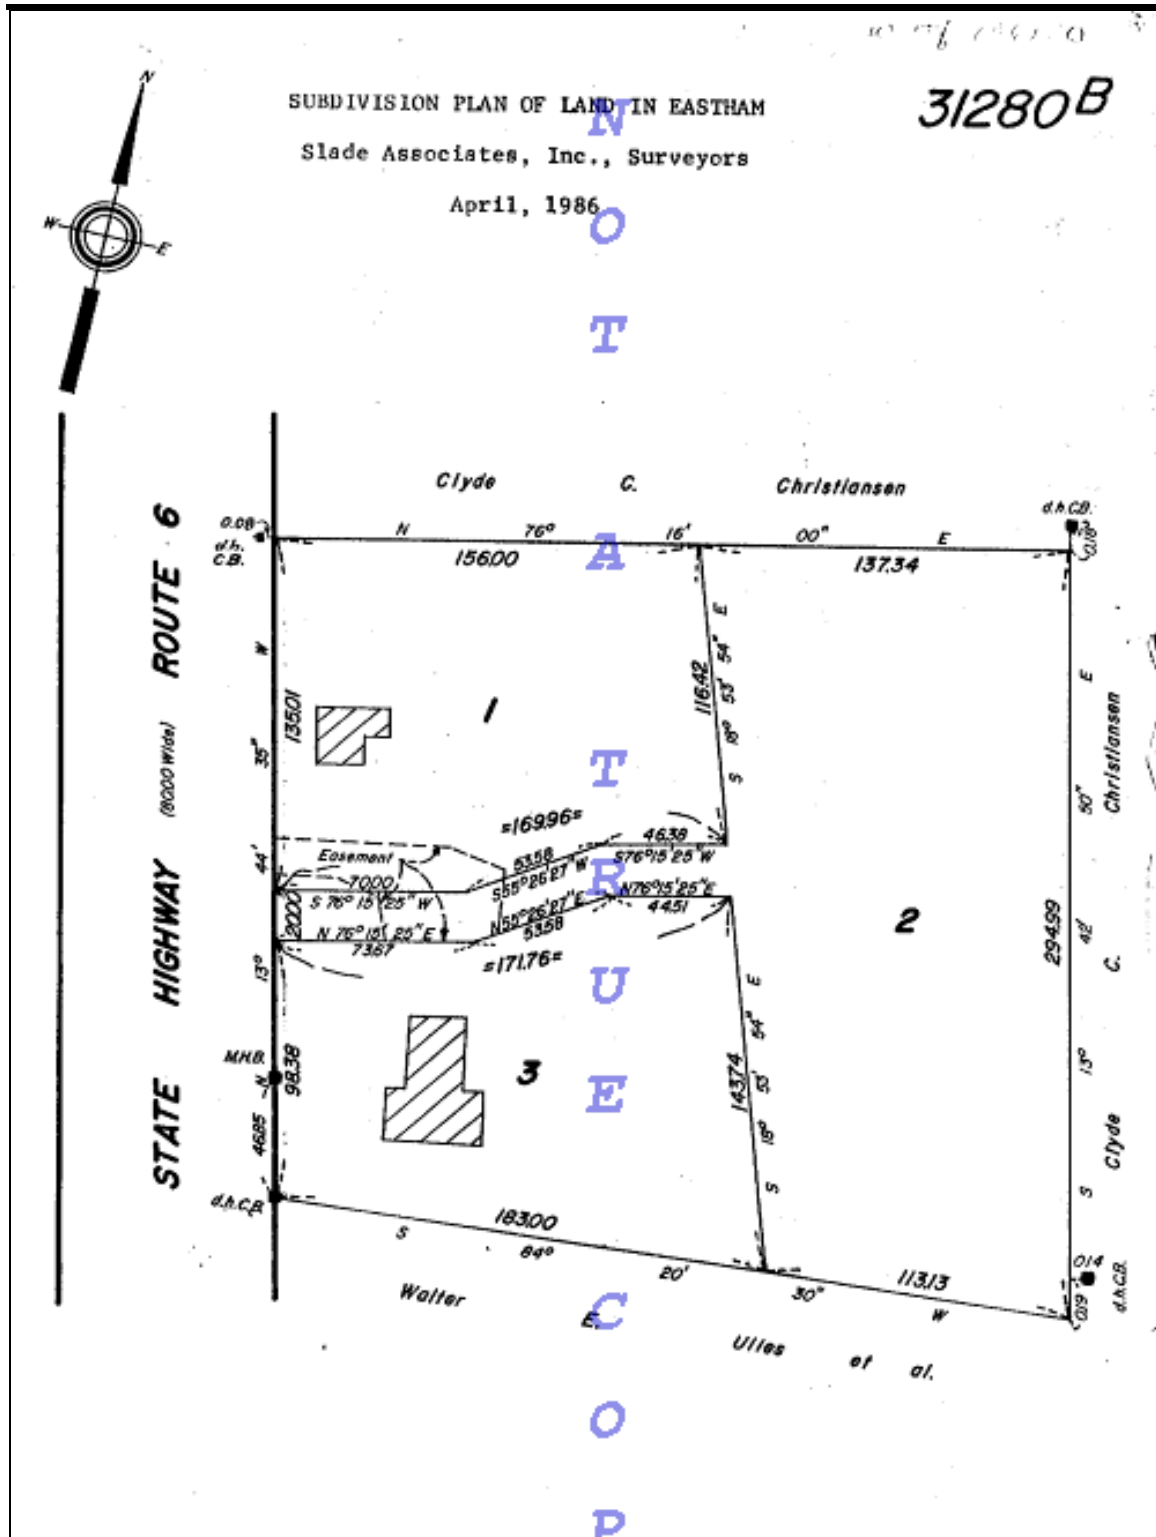 31280B
SUBDIVISION PLAN OF LAND IN EASTHAM
Slade Associates, Inc., Surveyors
April, 1986
N
W
E
N O T A T R U E C O P
Clyde C. Christiansen
0.08
d.h.
C.B.
d.h.C.B.
0.18
N 76° 16' 00" E
156.00
137.34
STATE HIGHWAY (80.00 Wide) ROUTE 6
N 13° 44' 35" W
135.01
1
116.42
S 18° 53' 54" E
=169.96=
46.38
S76°15'25"W
53.58
S55°26'27"W
Easement
70.00
S 76° 15' 25" W
20.00
N 76° 15' 25" E
73.67
N55°26'27"E
53.58
N76°15'25"E
44.51
=171.76=
2
294.99
S 13° 42' 50" E
Clyde C. Christiansen
3
143.74
S 18° 53' 54" E
M.H.B.
98.38
46.85
d.h.C.B.
183.00
S 84° 20' 30" W
113.13
0.14
0.19
d.h.C.B.
Walter E. Ulles et al.